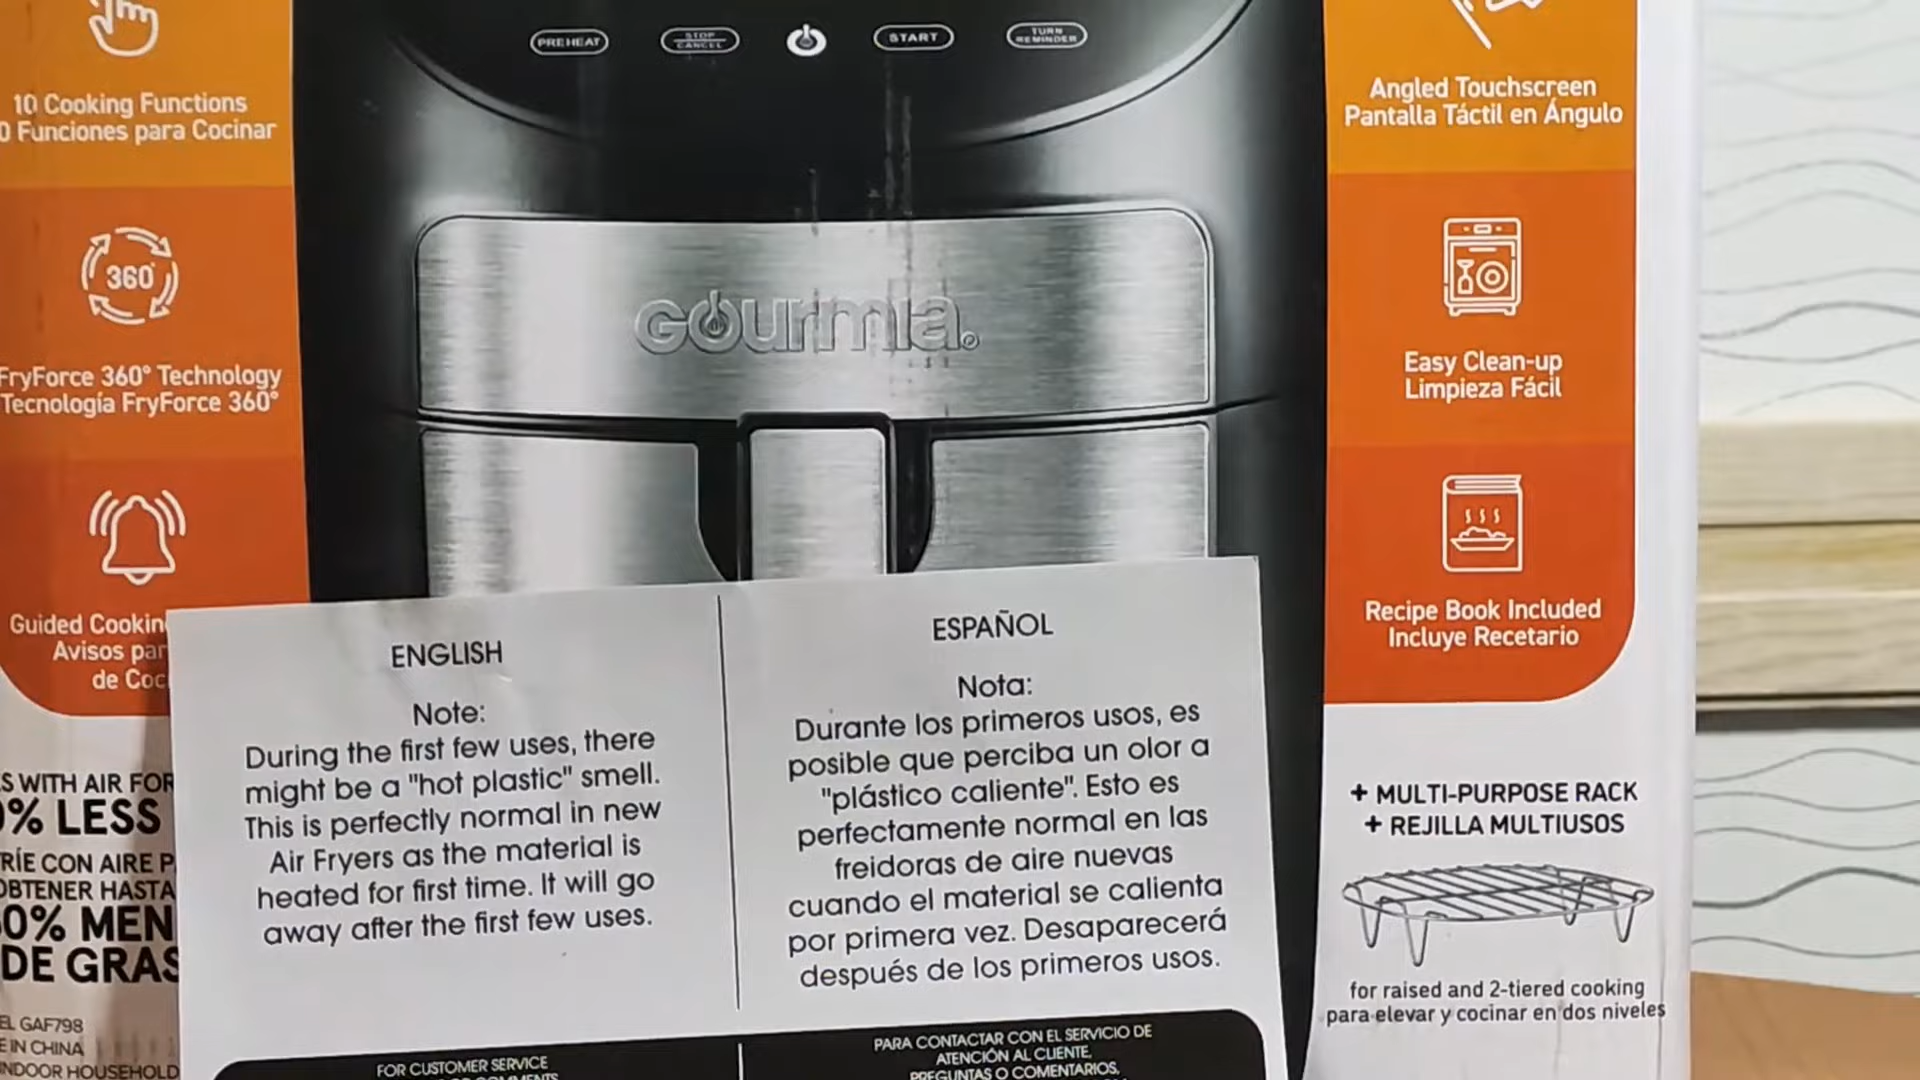 PREHEAT
STOP
CANCEL
START
TURN
REMINDER
10 Cooking Functions
0 Funciones para Cocinar
Angled Touchscreen
Pantalla Táctil en Ángulo
360°
FryForce 360° Technology
Tecnología FryForce 360°
Gourmia®
Easy Clean-up
Limpieza Fácil
Guided Cookin
Avisos par
de Coc
Recipe Book Included
Incluye Recetario
ENGLISH
Note:
During the first few uses, there
might be a "hot plastic" smell.
This is perfectly normal in new
Air Fryers as the material is
heated for first time. It will go
away after the first few uses.
ESPAÑOL
Nota:
Durante los primeros usos, es
posible que perciba un olor a
"plástico caliente". Esto es
perfectamente normal en las
freidoras de aire nuevas
cuando el material se calienta
por primera vez. Desaparecerá
después de los primeros usos.
S WITH AIR FOR
0% LESS
RÍE CON AIRE P
OBTENER HASTA
0% MEN
DE GRAS
EL GAF798
E IN CHINA
NDOOR HOUSEHOLD
+ MULTI-PURPOSE RACK
+ REJILLA MULTIUSOS
for raised and 2-tiered cooking
para elevar y cocinar en dos niveles
FOR CUSTOMER SERVICE
PARA CONTACTAR CON EL SERVICIO DE
ATENCIÓN AL CLIENTE,
PREGUNTAS O COMENTARIOS,